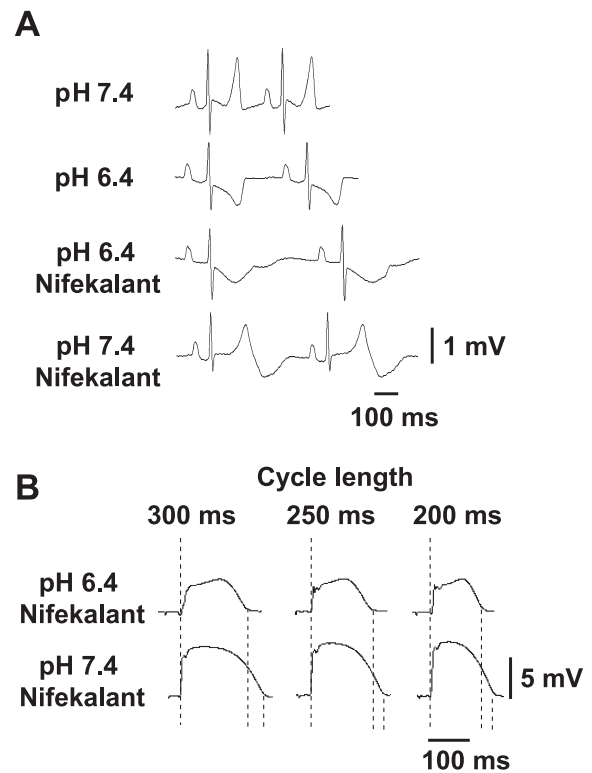 A
pH 7.4
pH 6.4
pH 6.4
Nifekalant
pH 7.4
Nifekalant
1 mV
100 ms
B
Cycle length
300 ms
250 ms
200 ms
pH 6.4
Nifekalant
pH 7.4
Nifekalant
5 mV
100 ms